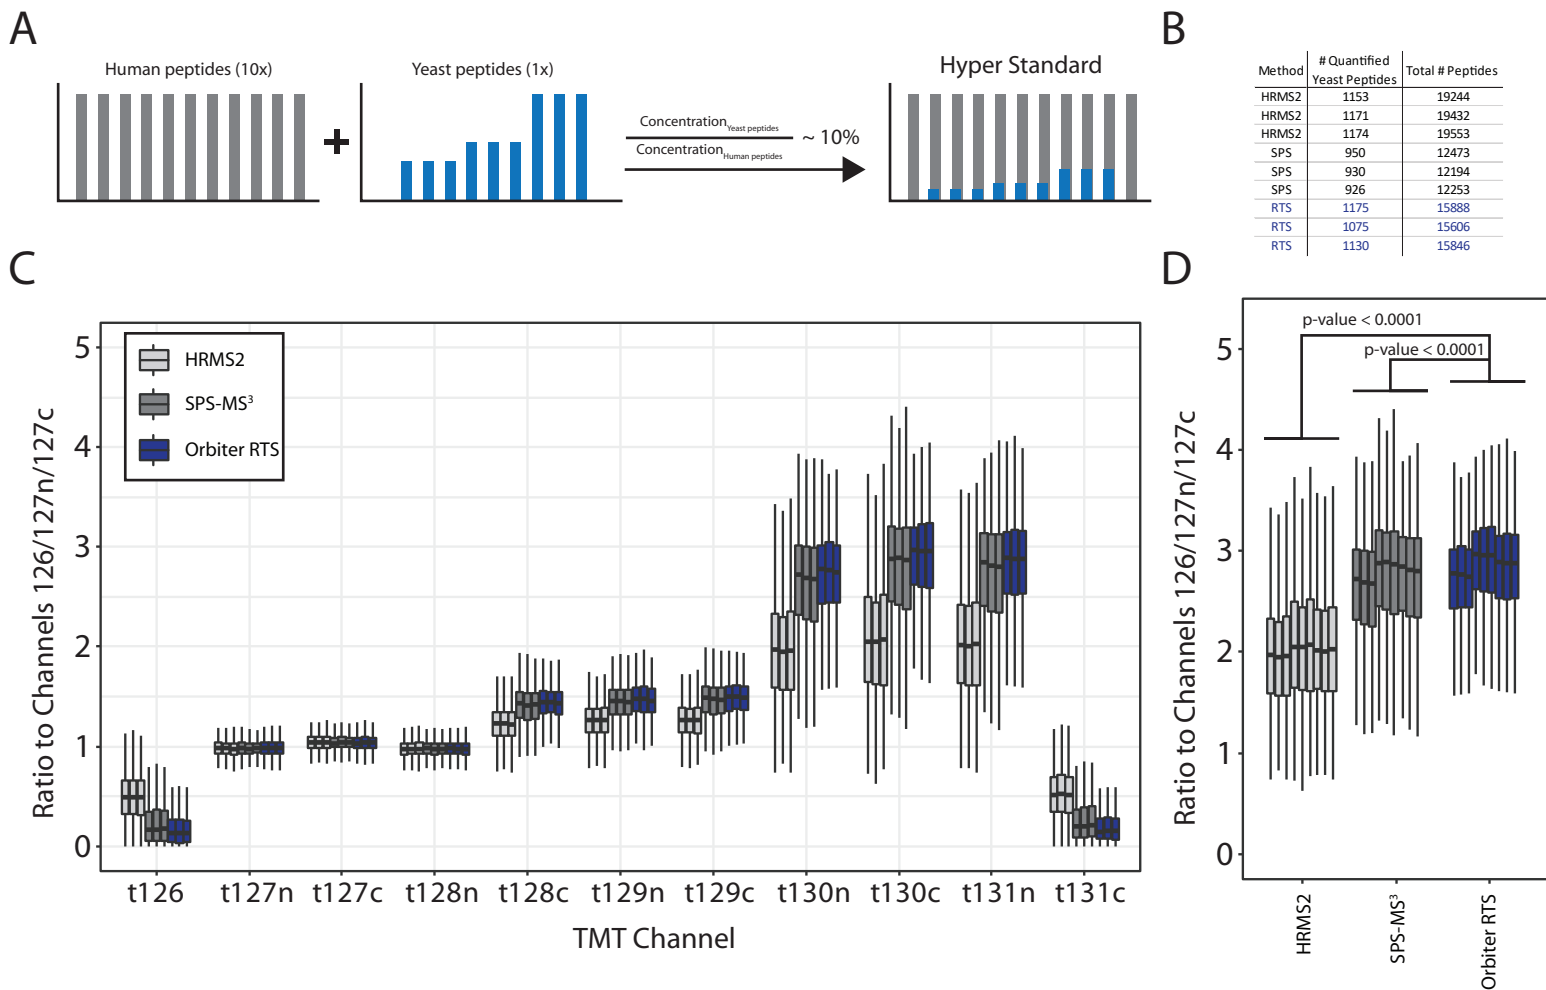 A
Human peptides (10x)
Yeast peptides (1x)
Concentration Yeast peptides
Concentration Human peptides
~ 10%
Hyper Standard
B
Method # Quantified Yeast Peptides Total # Peptides
HRMS2 1153 19244
HRMS2 1171 19432
HRMS2 1174 19553
SPS 950 12473
SPS 930 12194
SPS 926 12253
RTS 1175 15888
RTS 1075 15606
RTS 1130 15846
C
Ratio to Channels 126/127n/127c
5
4
3
2
1
0
HRMS2
SPS-MS³
Orbiter RTS
t126 t127n t127c t128n t128c t129n t129c t130n t130c t131n t131c
TMT Channel
D
Ratio to Channels 126/127n/127c
5
4
3
2
1
0
p-value < 0.0001
p-value < 0.0001
HRMS2
SPS-MS³
Orbiter RTS